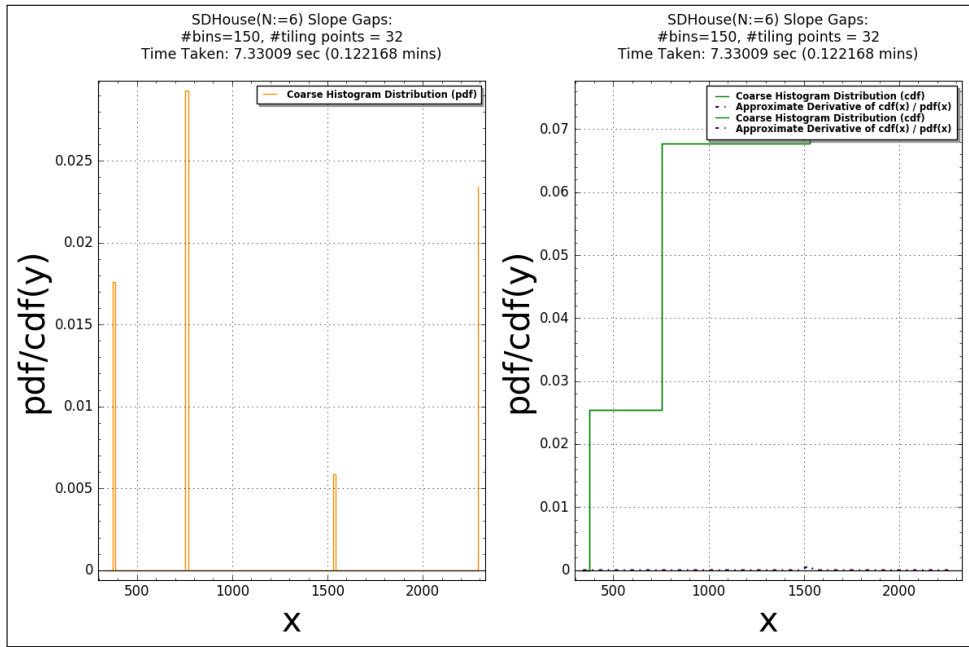 SDHouse(N:=6) Slope Gaps:
#bins=150, #tiling points = 32
Time Taken: 7.33009 sec (0.122168 mins)
Coarse Histogram Distribution (pdf)
0.025
0.02
0.015
0.01
0.005
0
pdf/cdf(y)
500
1000
1500
2000
x
SDHouse(N:=6) Slope Gaps:
#bins=150, #tiling points = 32
Time Taken: 7.33009 sec (0.122168 mins)
Coarse Histogram Distribution (cdf)
Approximate Derivative of cdf(x) / pdf(x)
Coarse Histogram Distribution (cdf)
Approximate Derivative of cdf(x) / pdf(x)
0.07
0.06
0.05
0.04
0.03
0.02
0.01
0
pdf/cdf(y)
500
1000
1500
2000
x